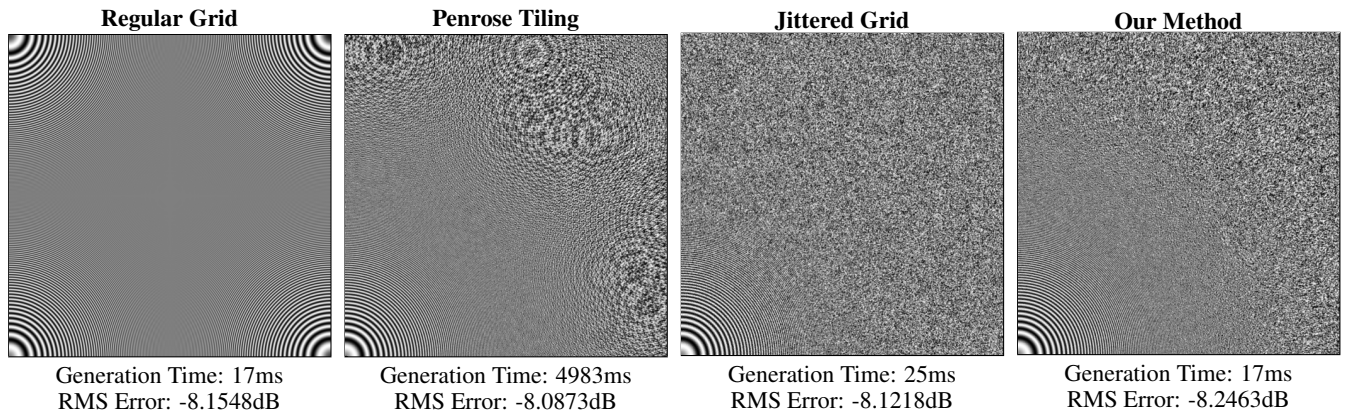 Regular Grid
Penrose Tiling
Jittered Grid
Our Method
Generation Time: 17ms
RMS Error: -8.1548dB
Generation Time: 4983ms
RMS Error: -8.0873dB
Generation Time: 25ms
RMS Error: -8.1218dB
Generation Time: 17ms
RMS Error: -8.2463dB